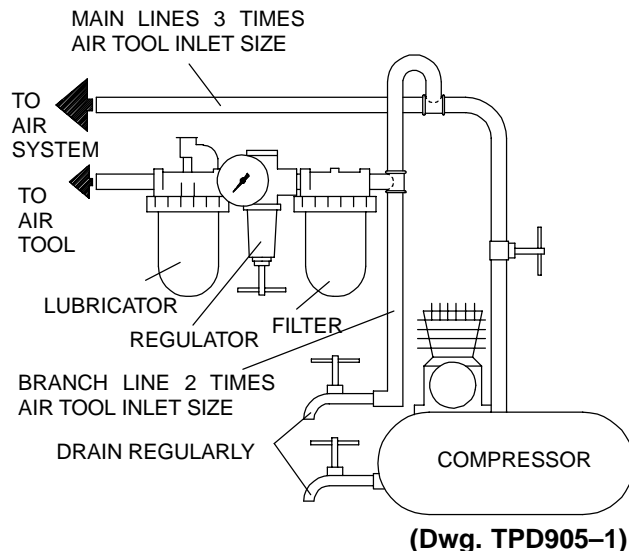 MAIN LINES 3 TIMES
AIR TOOL INLET SIZE
TO
AIR
SYSTEM
TO
AIR
TOOL
LUBRICATOR
REGULATOR
FILTER
BRANCH LINE 2 TIMES
AIR TOOL INLET SIZE
DRAIN REGULARLY
COMPRESSOR
(Dwg. TPD905–1)